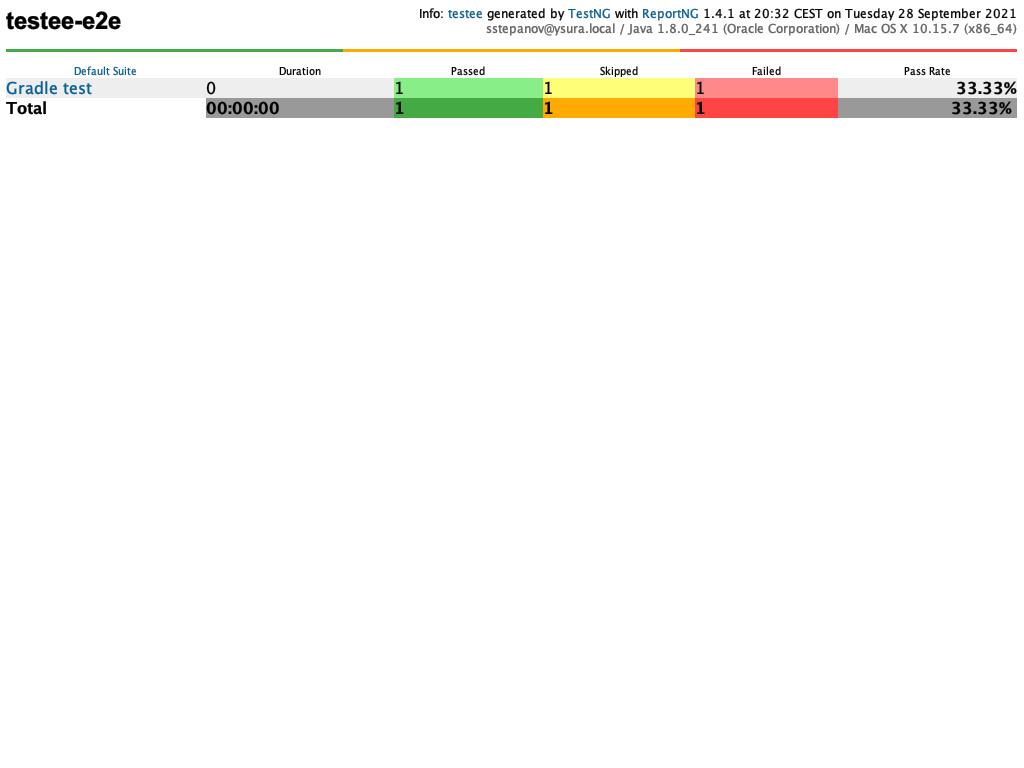 testee-e2e
Info: testee generated by TestNG with ReportNG 1.4.1 at 20:32 CEST on Tuesday 28 September 2021
sstepanov@ysura.local / Java 1.8.0_241 (Oracle Corporation) / Mac OS X 10.15.7 (x86_64)
Default Suite Duration Passed Skipped Failed Pass Rate
Gradle test 0 1 1 1 33.33%
Total 00:00:00 1 1 1 33.33%